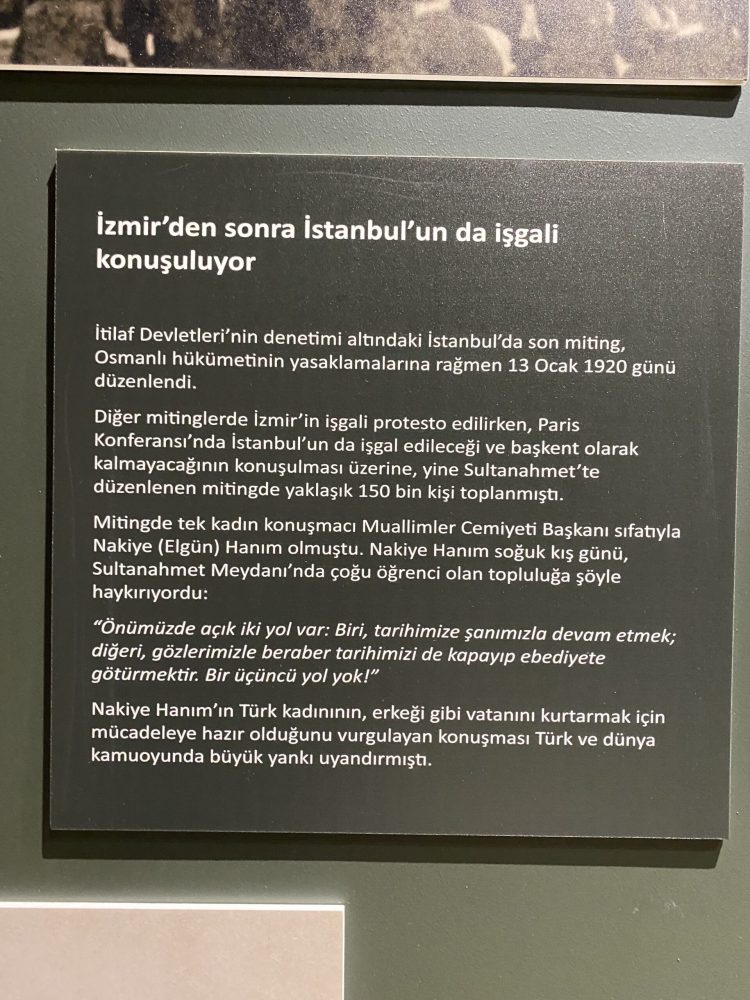 İzmir’den sonra İstanbul’un da işgali
konuşuluyor
İtilaf Devletleri’nin denetimi altındaki İstanbul’da son miting,
Osmanlı hükümetinin yasaklamalarına rağmen 13 Ocak 1920 günü
düzenlendi.
Diğer mitinglerde İzmir’in işgali protesto edilirken, Paris
Konferansı’nda İstanbul’un da işgal edileceği ve başkent olarak
kalmayacağının konuşulması üzerine, yine Sultanahmet’te
düzenlenen mitingde yaklaşık 150 bin kişi toplanmıştı.
Mitingde tek kadın konuşmacı Muallimler Cemiyeti Başkanı sıfatıyla
Nakiye (Elgün) Hanım olmuştu. Nakiye Hanım soğuk kış günü,
Sultanahmet Meydanı’nda çoğu öğrenci olan topluluğa şöyle
haykırıyordu:
“Önümüzde açık iki yol var: Biri, tarihimize şanımızla devam etmek;
diğeri, gözlerimizle beraber tarihimizi de kapayıp ebediyete
götürmektir. Bir üçüncü yol yok!”
Nakiye Hanım’ın Türk kadınının, erkeği gibi vatanını kurtarmak için
mücadeleye hazır olduğunu vurgulayan konuşması Türk ve dünya
kamuoyunda büyük yankı uyandırmıştı.